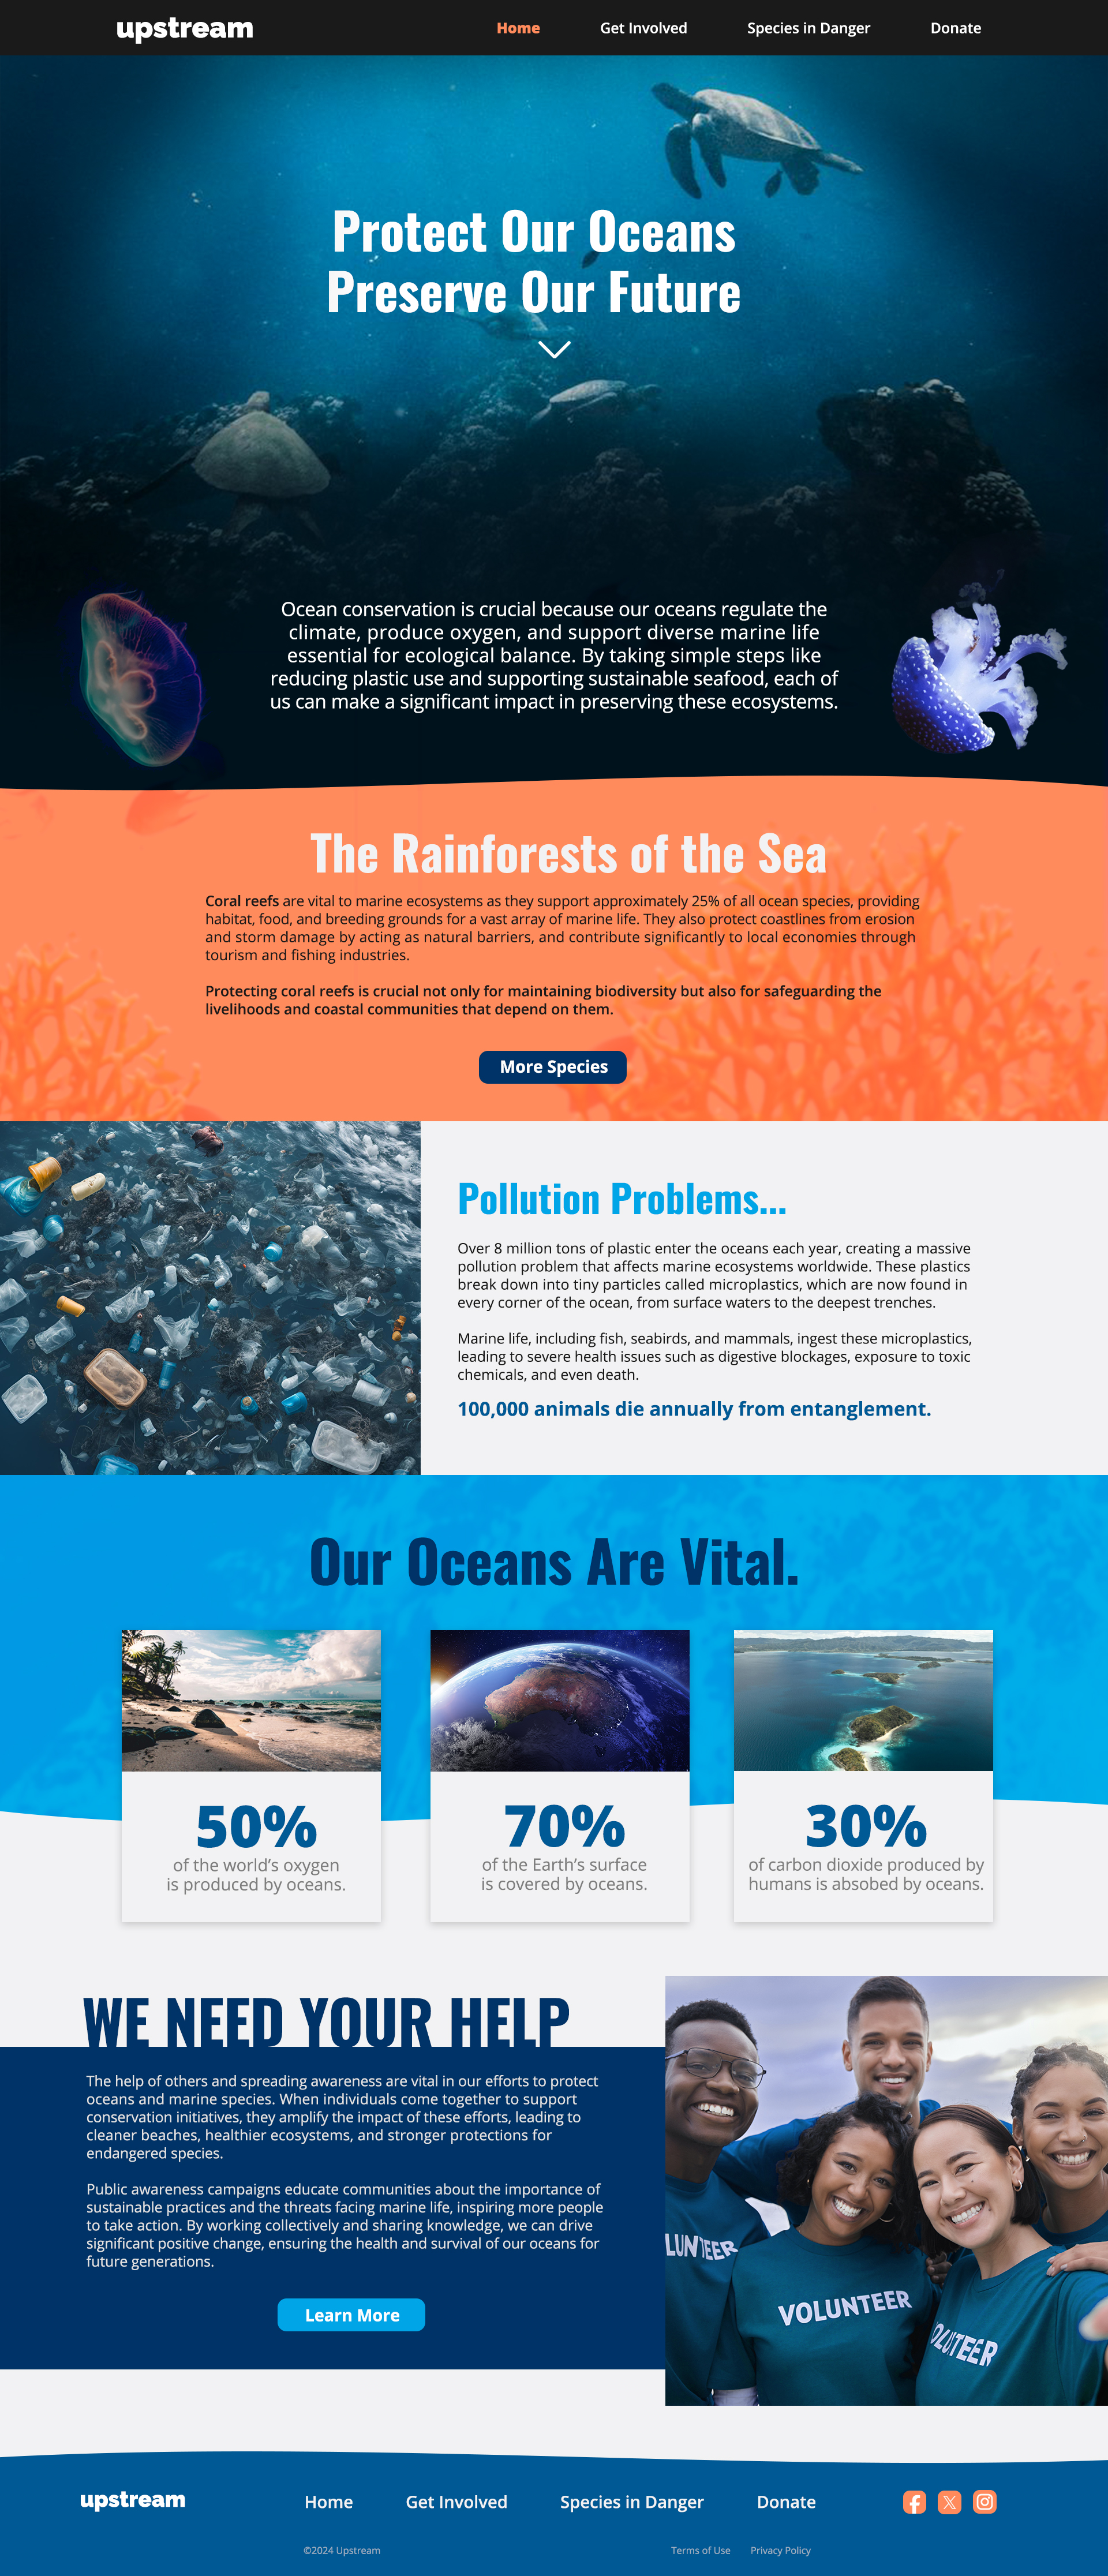 upstream
Home Get Involved Species in Danger Donate
Protect Our Oceans
Preserve Our Future
Ocean conservation is crucial because our oceans regulate the
climate, produce oxygen, and support diverse marine life
essential for ecological balance. By taking simple steps like
reducing plastic use and supporting sustainable seafood, each of
us can make a significant impact in preserving these ecosystems.
The Rainforests of the Sea
Coral reefs are vital to marine ecosystems as they support approximately 25% of all ocean species, providing
habitat, food, and breeding grounds for a vast array of marine life. They also protect coastlines from erosion
and storm damage by acting as natural barriers, and contribute significantly to local economies through
tourism and fishing industries.
Protecting coral reefs is crucial not only for maintaining biodiversity but also for safeguarding the
livelihoods and coastal communities that depend on them.
More Species
Pollution Problems...
Over 8 million tons of plastic enter the oceans each year, creating a massive
pollution problem that affects marine ecosystems worldwide. These plastics
break down into tiny particles called microplastics, which are now found in
every corner of the ocean, from surface waters to the deepest trenches.
Marine life, including fish, seabirds, and mammals, ingest these microplastics,
leading to severe health issues such as digestive blockages, exposure to toxic
chemicals, and even death.
100,000 animals die annually from entanglement.
Our Oceans Are Vital.
50%
of the world's oxygen
is produced by oceans.
70%
of the Earth's surface
is covered by oceans.
30%
of carbon dioxide produced by
humans is absobed by oceans.
WE NEED YOUR HELP
The help of others and spreading awareness are vital in our efforts to protect
oceans and marine species. When individuals come together to support
conservation initiatives, they amplify the impact of these efforts, leading to
cleaner beaches, healthier ecosystems, and stronger protections for
endangered species.
Public awareness campaigns educate communities about the importance of
sustainable practices and the threats facing marine life, inspiring more people
to take action. By working collectively and sharing knowledge, we can drive
significant positive change, ensuring the health and survival of our oceans for
future generations.
Learn More
LUNTEER
VOLUNTEER
OLUTEER
upstream
Home Get Involved Species in Danger Donate
©2024 Upstream
Terms of Use Privacy Policy